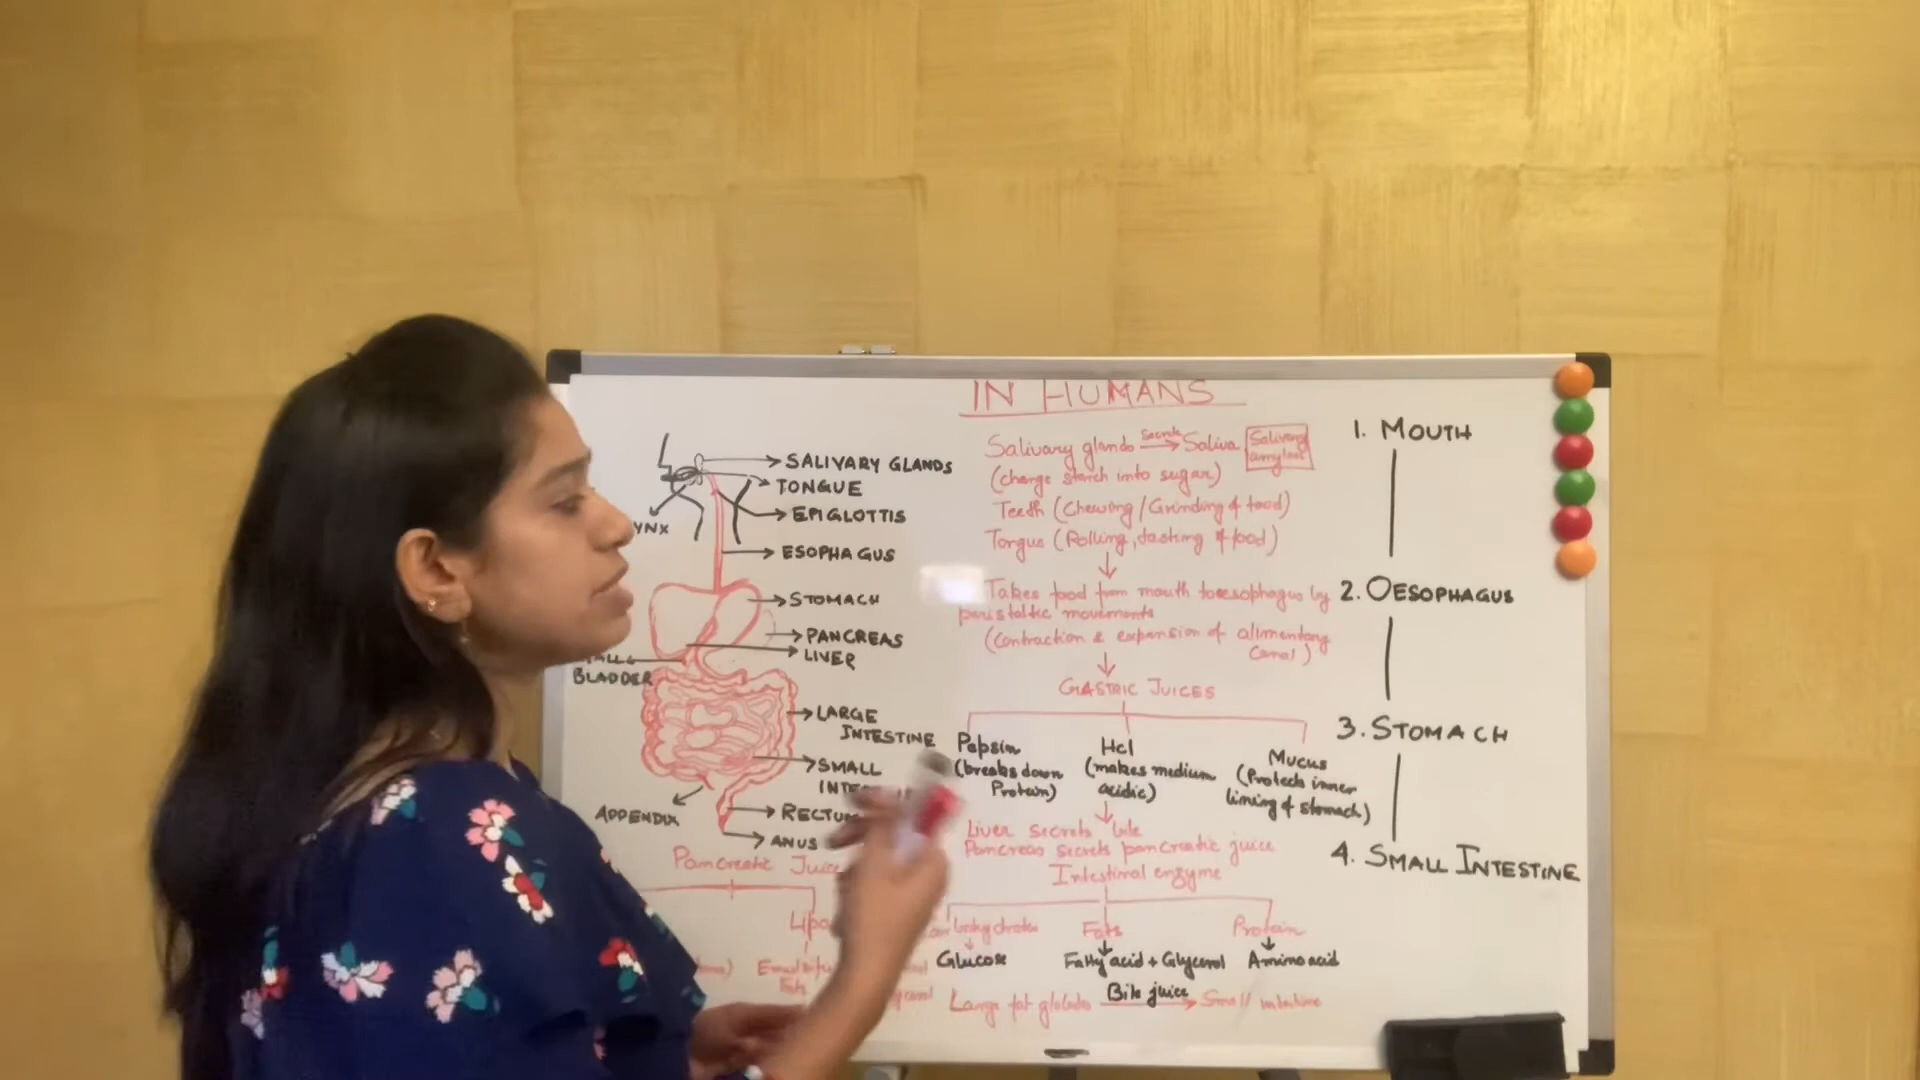 IN HUMANS
SALIVARY GLANDS
TONGUE
EPIGLOTTIS
YNX
ESOPHAGUS
STOMACH
PANCREAS
LIVER
BLADDER
LARGE
INTESTINE
SMALL
APPENDIX
RECTUM
ANUS
Pancreatic Juice
Salivary glands Secrete Saliva
Salivary
amylase
(change starch into sugar)
Teeth (Chewing/Grinding of food)
Tongue (Rolling, of food)
Takes food from mouth to oesophagus by
peristaltic movements
(Contraction & expansion of alimentary
Canal)
GASTRIC JUICES
Pepsin
(breaks down
Protein)
Hcl
(makes medium
acidic)
Mucus
(Protects inner
lining of stomach)
Liver secrets bile
Pancreas secrets pancreatic juice
Intestinal enzyme
Fats
Protein
Glucose
Fatty acid + Glycerol
Amino acid
Large fat globules Bile juice Small
1. MOUTH
2. OESOPHAGUS
3. STOMACH
4. SMALL INTESTINE